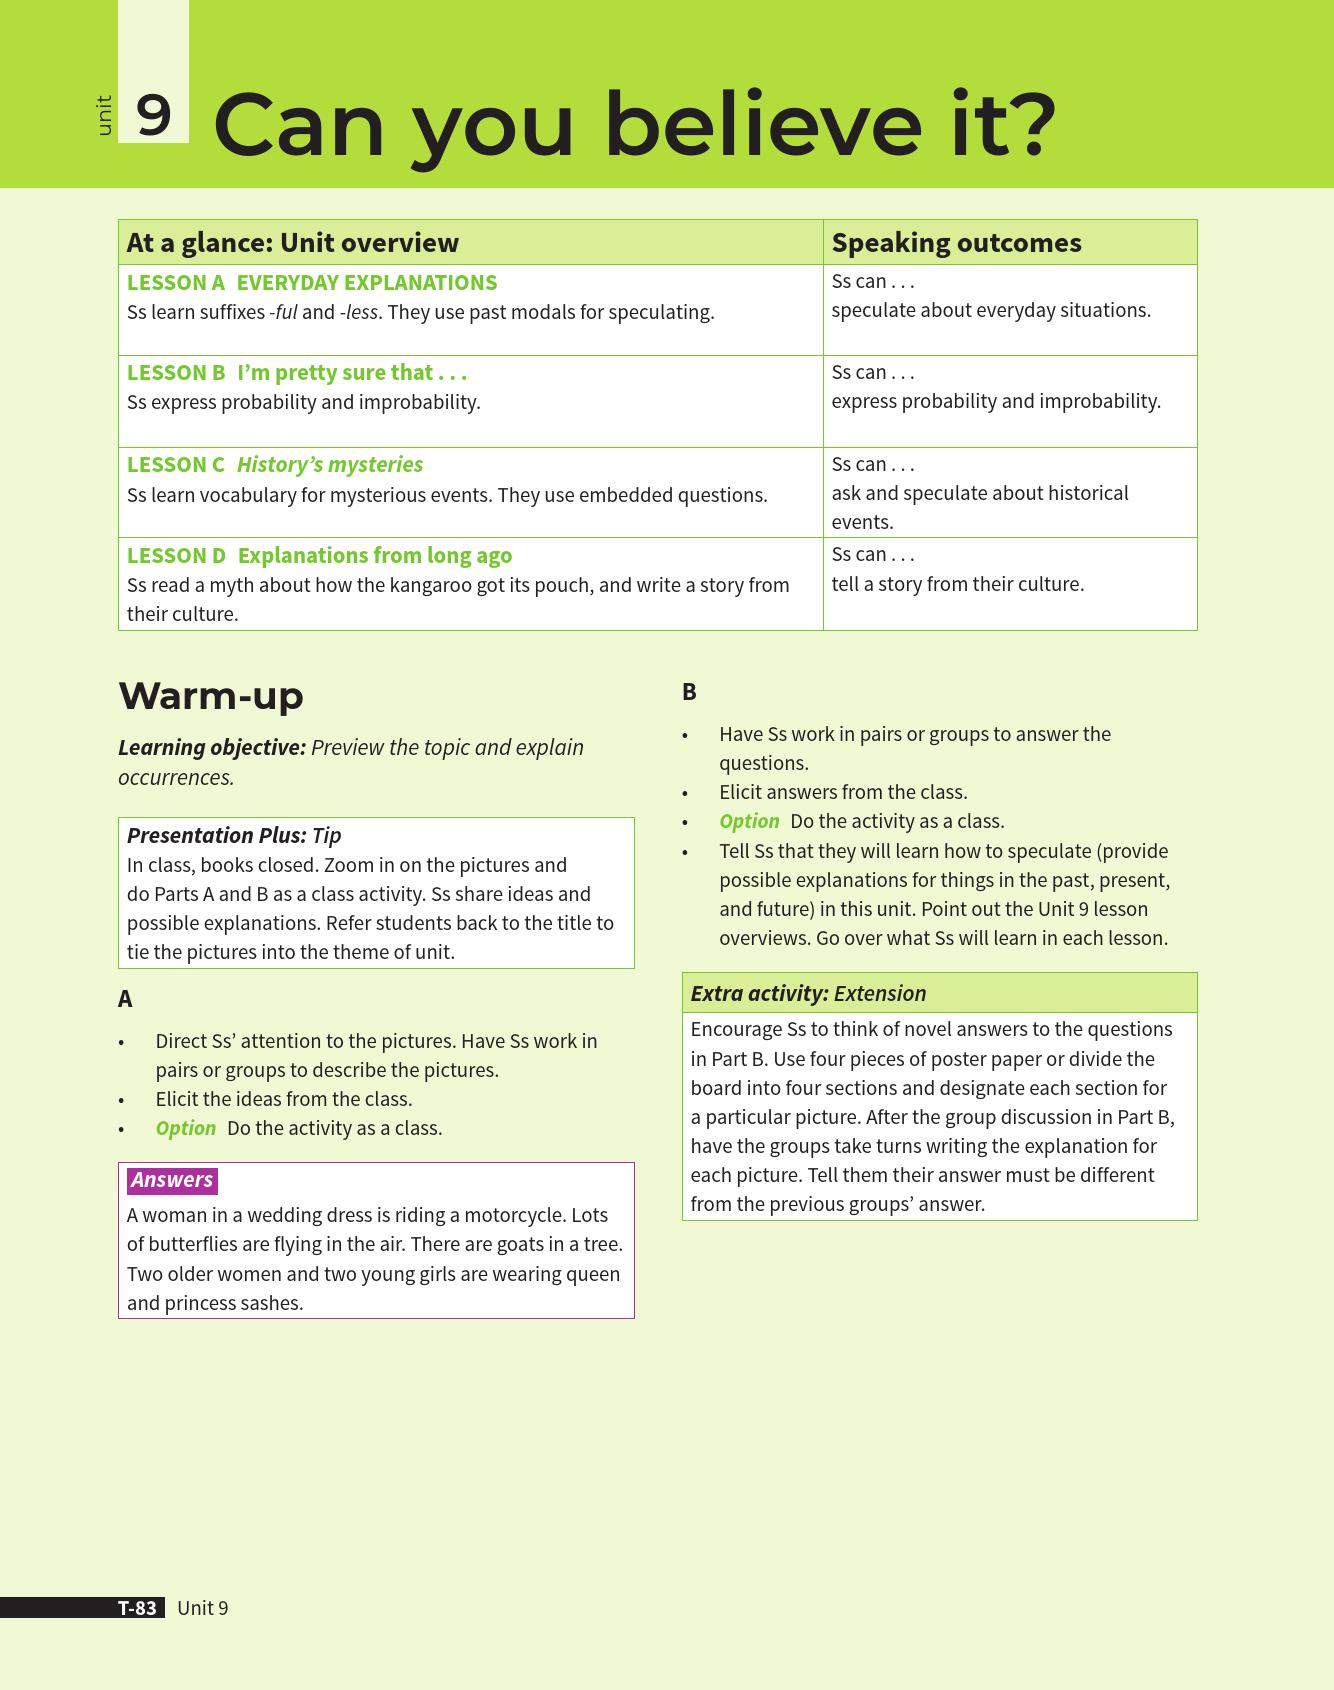 unit
9 Can you believe it?
At a glance: Unit overview
Speaking outcomes
LESSON A EVERYDAY EXPLANATIONS
Ss learn suffixes -ful and -less. They use past modals for speculating.
Ss can . . .
speculate about everyday situations.
LESSON B I’m pretty sure that . . .
Ss express probability and improbability.
Ss can . . .
express probability and improbability.
LESSON C History’s mysteries
Ss learn vocabulary for mysterious events. They use embedded questions.
Ss can . . .
ask and speculate about historical
events.
LESSON D Explanations from long ago
Ss read a myth about how the kangaroo got its pouch, and write a story from
their culture.
Ss can . . .
tell a story from their culture.
Warm-up
Learning objective: Preview the topic and explain
occurrences.
Presentation Plus: Tip
In class, books closed. Zoom in on the pictures and
do Parts A and B as a class activity. Ss share ideas and
possible explanations. Refer students back to the title to
tie the pictures into the theme of unit.
A
• Direct Ss’ attention to the pictures. Have Ss work in
pairs or groups to describe the pictures.
• Elicit the ideas from the class.
• Option Do the activity as a class.
Answers
A woman in a wedding dress is riding a motorcycle. Lots
of butterflies are flying in the air. There are goats in a tree.
Two older women and two young girls are wearing queen
and princess sashes.
B
• Have Ss work in pairs or groups to answer the
questions.
• Elicit answers from the class.
• Option Do the activity as a class.
• Tell Ss that they will learn how to speculate (provide
possible explanations for things in the past, present,
and future) in this unit. Point out the Unit 9 lesson
overviews. Go over what Ss will learn in each lesson.
Extra activity: Extension
Encourage Ss to think of novel answers to the questions
in Part B. Use four pieces of poster paper or divide the
board into four sections and designate each section for
a particular picture. After the group discussion in Part B,
have the groups take turns writing the explanation for
each picture. Tell them their answer must be different
from the previous groups’ answer.
T-83 Unit 9